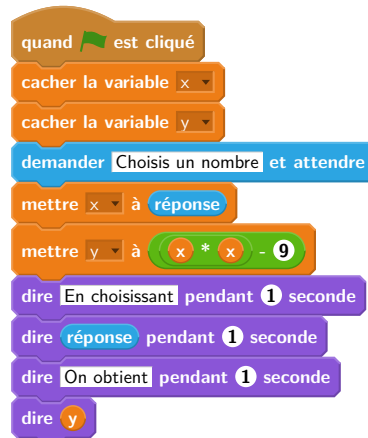 quand est cliqué
cacher la variable x
cacher la variable y
demander Choisis un nombre et attendre
mettre x à réponse
mettre y à x * x - 9
dire En choisissant pendant 1 seconde
dire réponse pendant 1 seconde
dire On obtient pendant 1 seconde
dire y